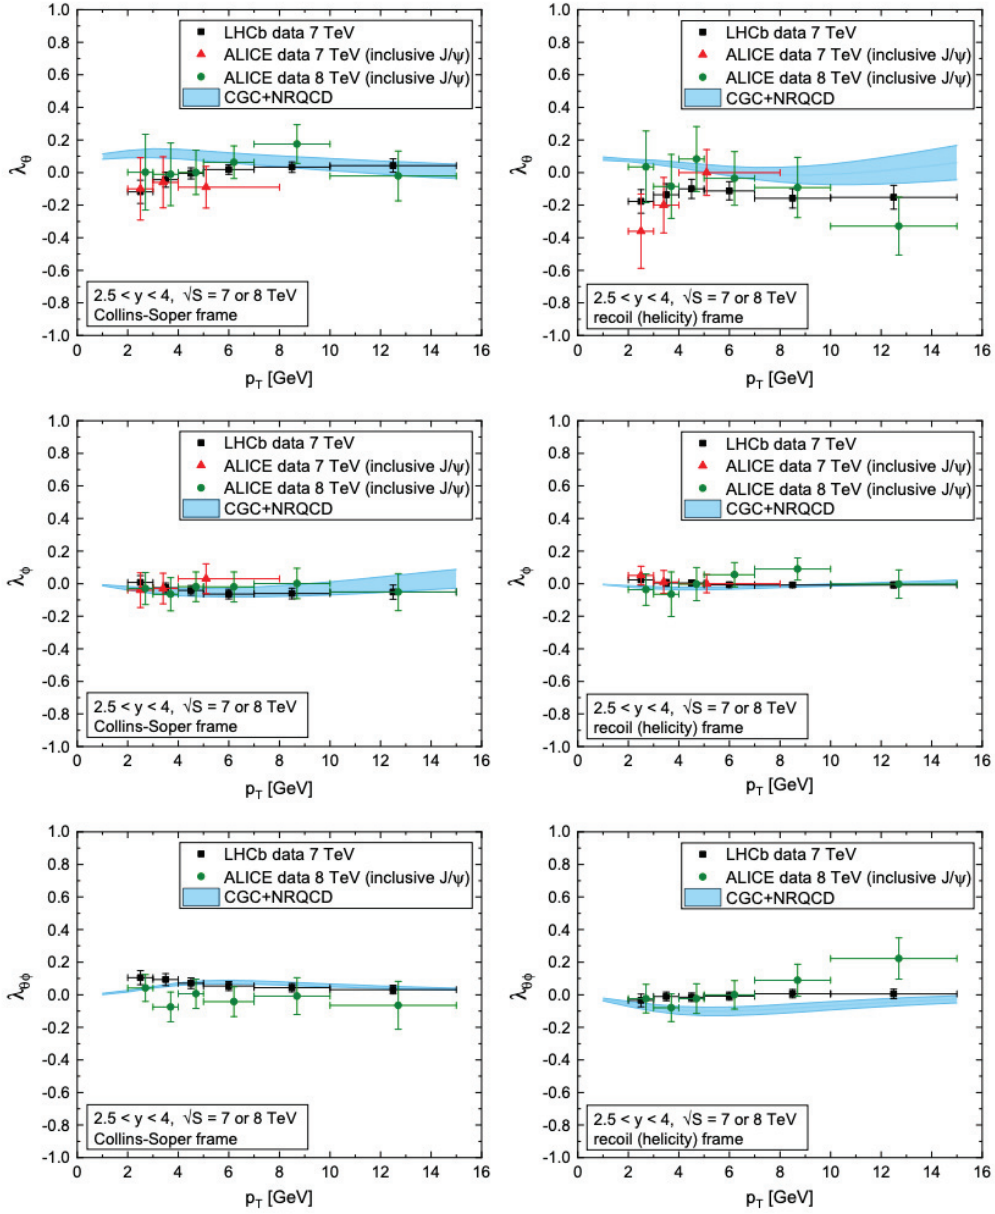 1.0
0.8
0.6
0.4
0.2
0.0
-0.2
-0.4
-0.6
-0.8
-1.0
λθ
LHCb data 7 TeV
ALICE data 7 TeV (inclusive J/ψ)
ALICE data 8 TeV (inclusive J/ψ)
CGC+NRQCD
2.5 < y < 4, √S = 7 or 8 TeV
Collins-Soper frame
0 2 4 6 8 10 12 14 16
pT [GeV]
1.0
0.8
0.6
0.4
0.2
0.0
-0.2
-0.4
-0.6
-0.8
-1.0
λθ
LHCb data 7 TeV
ALICE data 7 TeV (inclusive J/ψ)
ALICE data 8 TeV (inclusive J/ψ)
CGC+NRQCD
2.5 < y < 4, √S = 7 or 8 TeV
recoil (helicity) frame
0 2 4 6 8 10 12 14 16
pT [GeV]
1.0
0.8
0.6
0.4
0.2
0.0
-0.2
-0.4
-0.6
-0.8
-1.0
λϕ
LHCb data 7 TeV
ALICE data 7 TeV (inclusive J/ψ)
ALICE data 8 TeV (inclusive J/ψ)
CGC+NRQCD
2.5 < y < 4, √S = 7 or 8 TeV
Collins-Soper frame
0 2 4 6 8 10 12 14 16
pT [GeV]
1.0
0.8
0.6
0.4
0.2
0.0
-0.2
-0.4
-0.6
-0.8
-1.0
λϕ
LHCb data 7 TeV
ALICE data 7 TeV (inclusive J/ψ)
ALICE data 8 TeV (inclusive J/ψ)
CGC+NRQCD
2.5 < y < 4, √S = 7 or 8 TeV
recoil (helicity) frame
0 2 4 6 8 10 12 14 16
pT [GeV]
1.0
0.8
0.6
0.4
0.2
0.0
-0.2
-0.4
-0.6
-0.8
-1.0
λθϕ
LHCb data 7 TeV
ALICE data 8 TeV (inclusive J/ψ)
CGC+NRQCD
2.5 < y < 4, √S = 7 or 8 TeV
Collins-Soper frame
0 2 4 6 8 10 12 14 16
pT [GeV]
1.0
0.8
0.6
0.4
0.2
0.0
-0.2
-0.4
-0.6
-0.8
-1.0
λθϕ
LHCb data 7 TeV
ALICE data 8 TeV (inclusive J/ψ)
CGC+NRQCD
2.5 < y < 4, √S = 7 or 8 TeV
recoil (helicity) frame
0 2 4 6 8 10 12 14 16
pT [GeV]